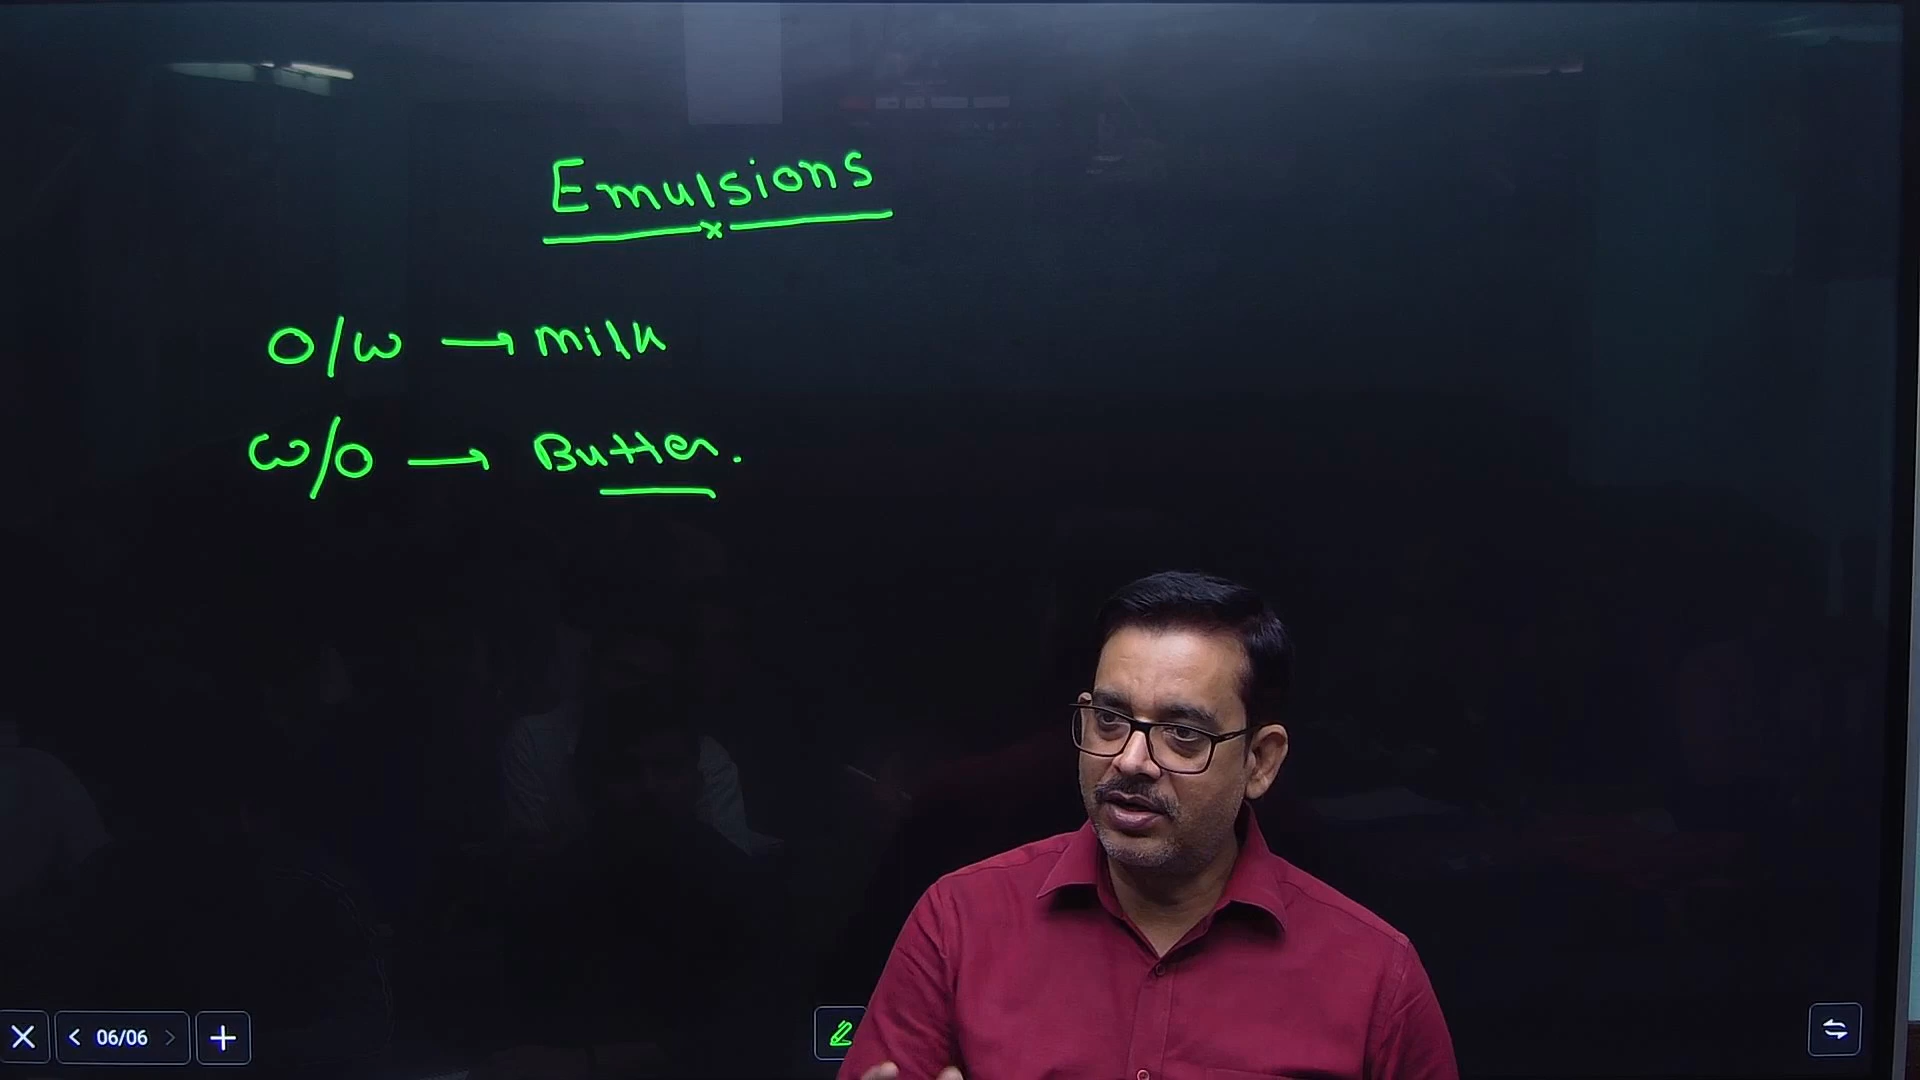 Emulsions
O/W → milk
W/O → Butter.
06/06